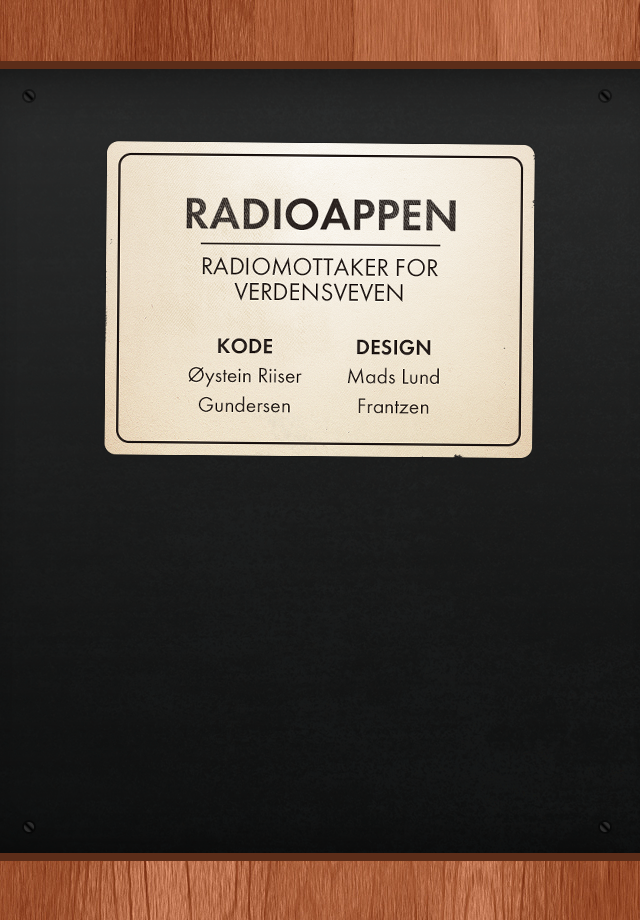 RADIOAPPEN
RADIOMOTTAKER FOR
VERDENSVEVEN
KODE DESIGN
Øystein Riiser Mads Lund
Gundersen Frantzen